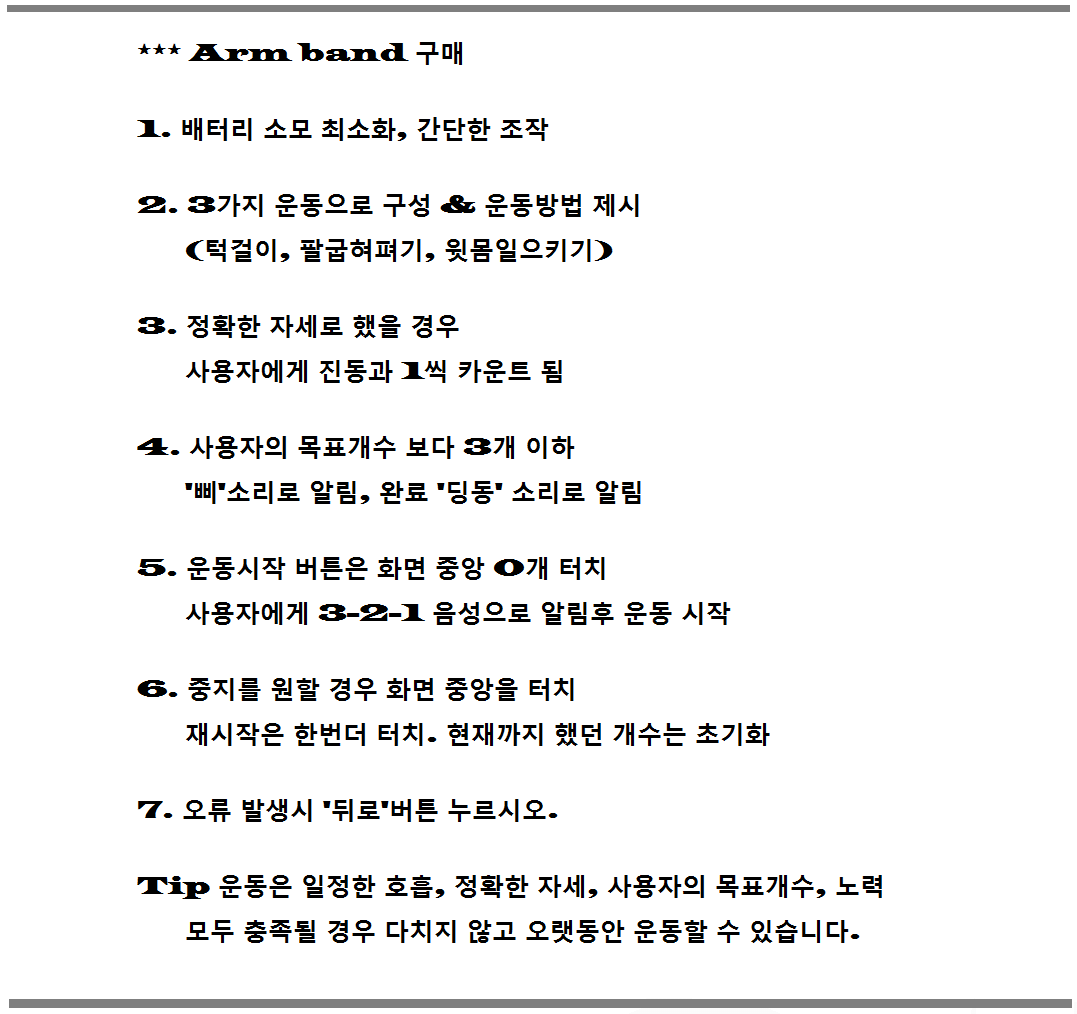 *** Arm band 구매
1. 배터리 소모 최소화, 간단한 조작
2. 3가지 운동으로 구성 & 운동방법 제시
(턱걸이, 팔굽혀펴기, 윗몸일으키기)
3. 정확한 자세로 했을 경우
사용자에게 진동과 1씩 카운트 됨
4. 사용자의 목표개수 보다 3개 이하
'삐'소리로 알림, 완료 '딩동' 소리로 알림
5. 운동시작 버튼은 화면 중앙 0개 터치
사용자에게 3-2-1 음성으로 알림후 운동 시작
6. 중지를 원할 경우 화면 중앙을 터치
재시작은 한번더 터치. 현재까지 했던 개수는 초기화
7. 오류 발생시 '뒤로'버튼 누르시오.
Tip 운동은 일정한 호흡, 정확한 자세, 사용자의 목표개수, 노력
모두 충족될 경우 다치지 않고 오랫동안 운동할 수 있습니다.